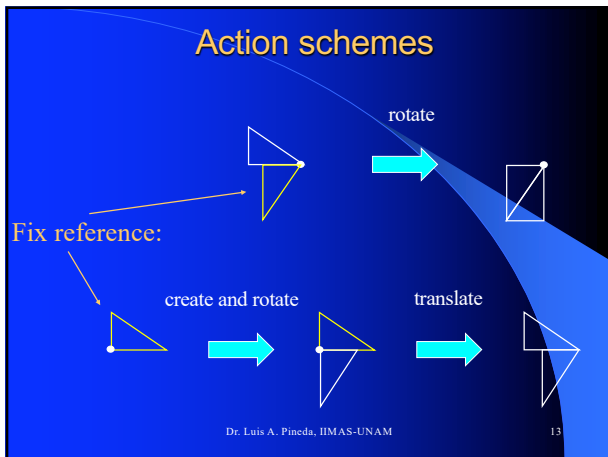 Action schemes
rotate
Fix reference:
create and rotate
translate
Dr. Luis A. Pineda, IIMAS-UNAM
13